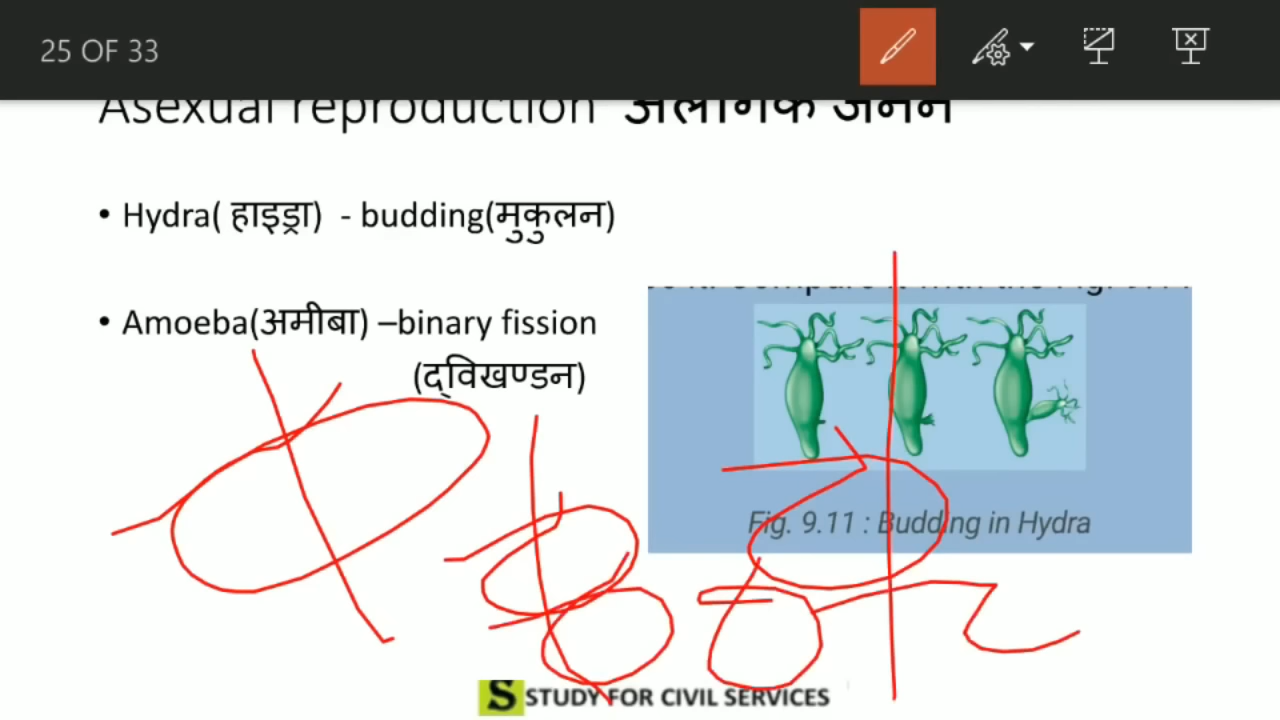 25 OF 33
Asexual reproduction अलैंगिक जनन
• Hydra( हाइड्रा) - budding(मुकुलन)
• Amoeba(अमीबा) –binary fission
(द्विखण्डन)
Fig. 9.11 : Budding in Hydra
S STUDY FOR CIVIL SERVICES